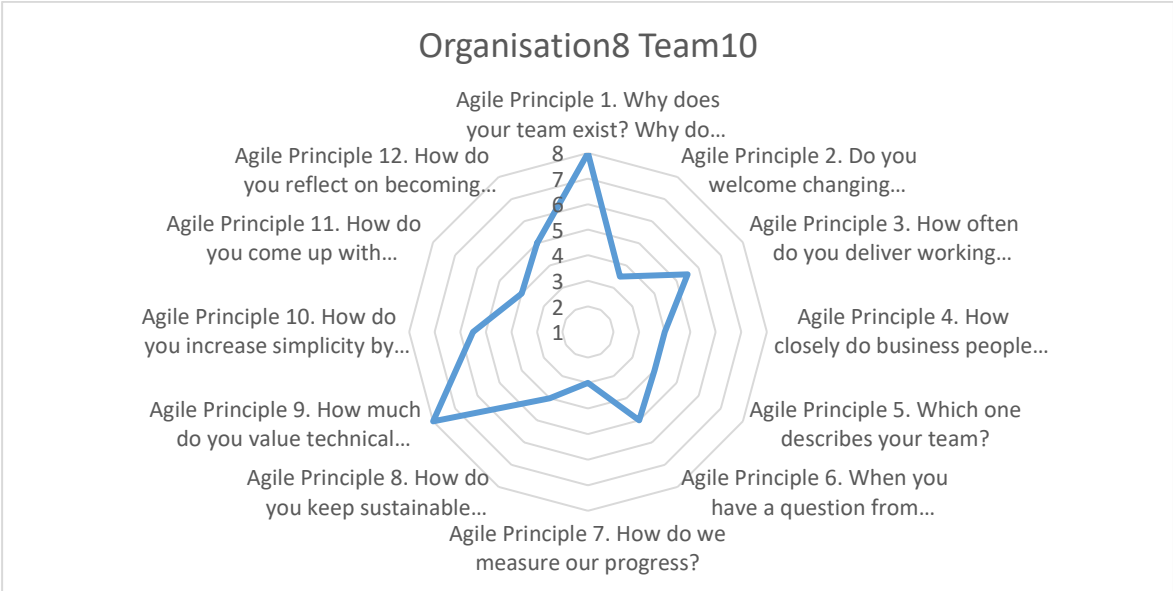 Organisation8 Team10
Agile Principle 1. Why does
your team exist? Why do…
Agile Principle 2. Do you
welcome changing…
Agile Principle 3. How often
do you deliver working…
Agile Principle 4. How
closely do business people…
Agile Principle 5. Which one
describes your team?
Agile Principle 6. When you
have a question from…
Agile Principle 7. How do we
measure our progress?
Agile Principle 8. How do
you keep sustainable…
Agile Principle 9. How much
do you value technical…
Agile Principle 10. How do
you increase simplicity by…
Agile Principle 11. How do
you come up with…
Agile Principle 12. How do
you reflect on becoming…
8
7
6
5
4
3
2
1